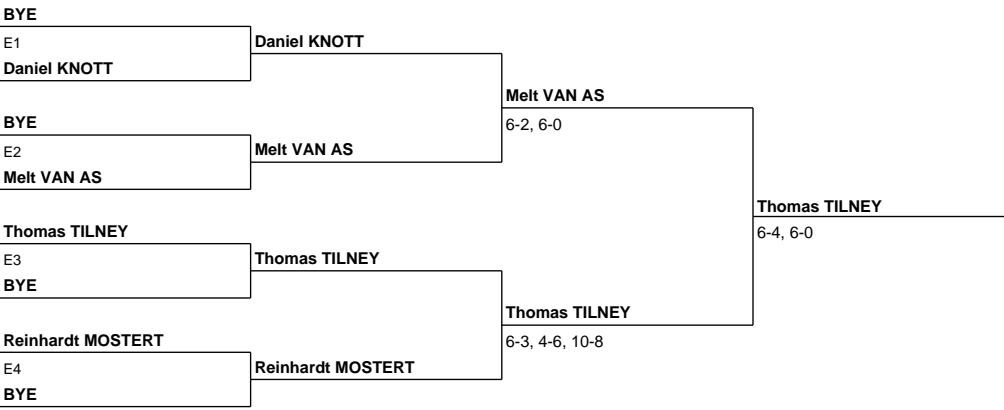 BYE
E1
Daniel KNOTT
Daniel KNOTT
BYE
E2
Melt VAN AS
Melt VAN AS
Melt VAN AS
6-2, 6-0
Thomas TILNEY
E3
BYE
Thomas TILNEY
Reinhardt MOSTERT
E4
BYE
Reinhardt MOSTERT
Thomas TILNEY
6-3, 4-6, 10-8
Thomas TILNEY
6-4, 6-0